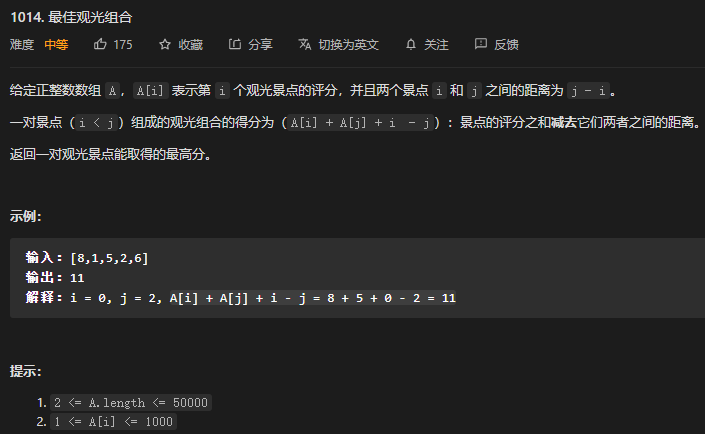 1014. 最佳观光组合
难度 中等 175 收藏 分享 切换为英文 关注 反馈
给定正整数数组 A，A[i] 表示第 i 个观光景点的评分，并且两个景点 i 和 j 之间的距离为 j - i。
一对景点（i < j）组成的观光组合的得分为（A[i] + A[j] + i - j）：景点的评分之和减去它们两者之间的距离。
返回一对观光景点能取得的最高分。
示例：
输入：[8,1,5,2,6]
输出：11
解释：i = 0, j = 2, A[i] + A[j] + i - j = 8 + 5 + 0 - 2 = 11
提示：
1. 2 <= A.length <= 50000
2. 1 <= A[i] <= 1000